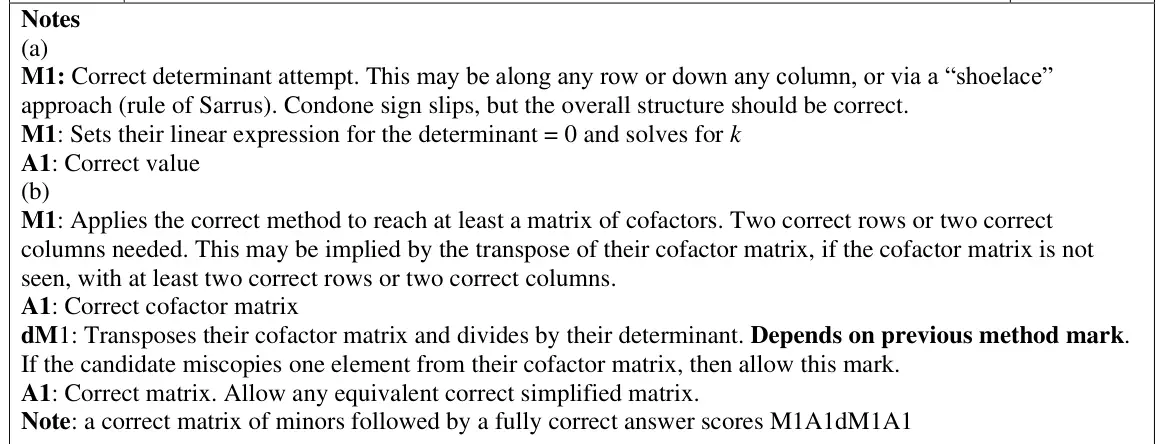 Notes
(a)
M1: Correct determinant attempt. This may be along any row or down any column, or via a “shoelace”
approach (rule of Sarrus). Condone sign slips, but the overall structure should be correct.
M1: Sets their linear expression for the determinant = 0 and solves for k
A1: Correct value
(b)
M1: Applies the correct method to reach at least a matrix of cofactors. Two correct rows or two correct
columns needed. This may be implied by the transpose of their cofactor matrix, if the cofactor matrix is not
seen, with at least two correct rows or two correct columns.
A1: Correct cofactor matrix
dM1: Transposes their cofactor matrix and divides by their determinant. Depends on previous method mark.
If the candidate miscopies one element from their cofactor matrix, then allow this mark.
A1: Correct matrix. Allow any equivalent correct simplified matrix.
Note: a correct matrix of minors followed by a fully correct answer scores M1A1dM1A1